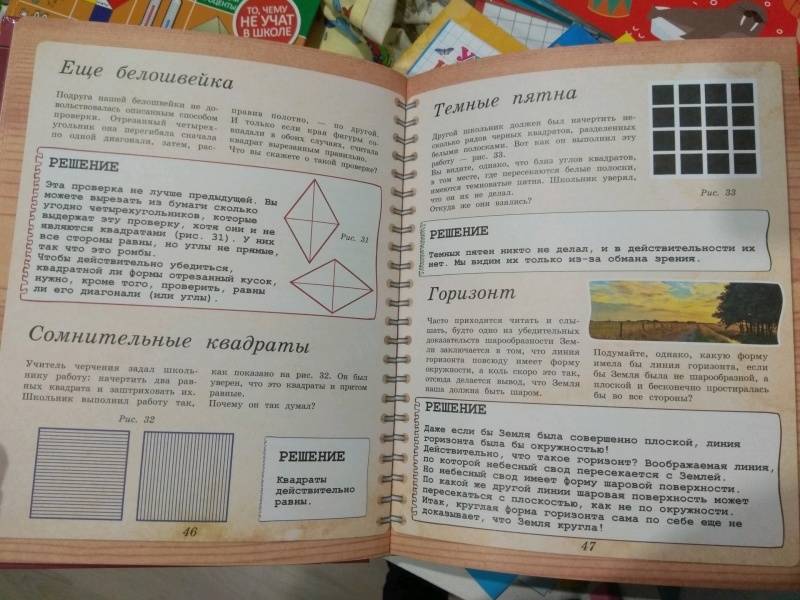 ТО, ЧЕМУ
НЕ УЧАТ
В ШКОЛЕ
Еще белошвейка
Подруга нашей белошвейки не до-
вольствовалась описанным способом
проверки. Отрезанный четырех-
угольник она перегибала сначала
по одной диагонали, затем, рас-
правив полотно, — по другой.
И только если края фигуры со-
впадали в обоих случаях, считала
квадрат вырезанным правильно.
Что вы скажете о такой проверке?
РЕШЕНИЕ
Эта проверка не лучше предыдущей. Вы
можете вырезать из бумаги сколько
угодно четырехугольников, которые
выдержат эту проверку, хотя они и не
являются квадратами (рис. 31). У них
все стороны равны, но углы не прямые,
так что это ромбы.
Чтобы действительно убедиться,
квадратной ли формы отрезанный кусок,
нужно, кроме того, проверить, равны
ли его диагонали (или углы).
Рис. 31
Сомнительные квадраты
Учитель черчения задал школь-
нику работу: начертить два рав-
ных квадрата и заштриховать их.
Школьник выполнил работу так,
как показано на рис. 32. Он был
уверен, что это квадраты и притом
равные.
Почему он так думал?
Рис. 32
РЕШЕНИЕ
Квадраты
действительно
равны.
46
Темные пятна
Другой школьник должен был начертить не-
сколько рядов черных квадратов, разделенных
белыми полосками. Вот как он выполнил эту
работу — рис. 33.
Вы видите, однако, что близ углов квадратов,
в том месте, где пересекаются белые полоски,
имеются темноватые пятна. Школьник уверял,
что он их не делал.
Откуда же они взялись?
Рис. 33
РЕШЕНИЕ
Темных пятен никто не делал, и в действительности их
нет. Мы видим их только из-за обмана зрения.
Горизонт
Часто приходится читать и слы-
шать, будто одно из убедительных
доказательств шарообразности Зем-
ли заключается в том, что линия
горизонта повсюду имеет форму
окружности, а коль скоро это так,
отсюда делается вывод, что Земля
ваша должна быть шаром.
Подумайте, однако, какую форму
имела бы линия горизонта, если
бы Земля была не шарообразной, а
плоской и бесконечно простиралась
бы во все стороны?
РЕШЕНИЕ
Даже если бы Земля была совершенно плоской, линия
горизонта была бы окружностью!
Действительно, что такое горизонт? Воображаемая линия,
по которой небесный свод пересекается с Землей.
Но небесный свод имеет форму шаровой поверхности.
По какой же другой линии шаровая поверхность может
пересекаться с плоскостью, как не по окружности.
Итак, круглая форма горизонта сама по себе еще не
доказывает, что Земля кругла!
47